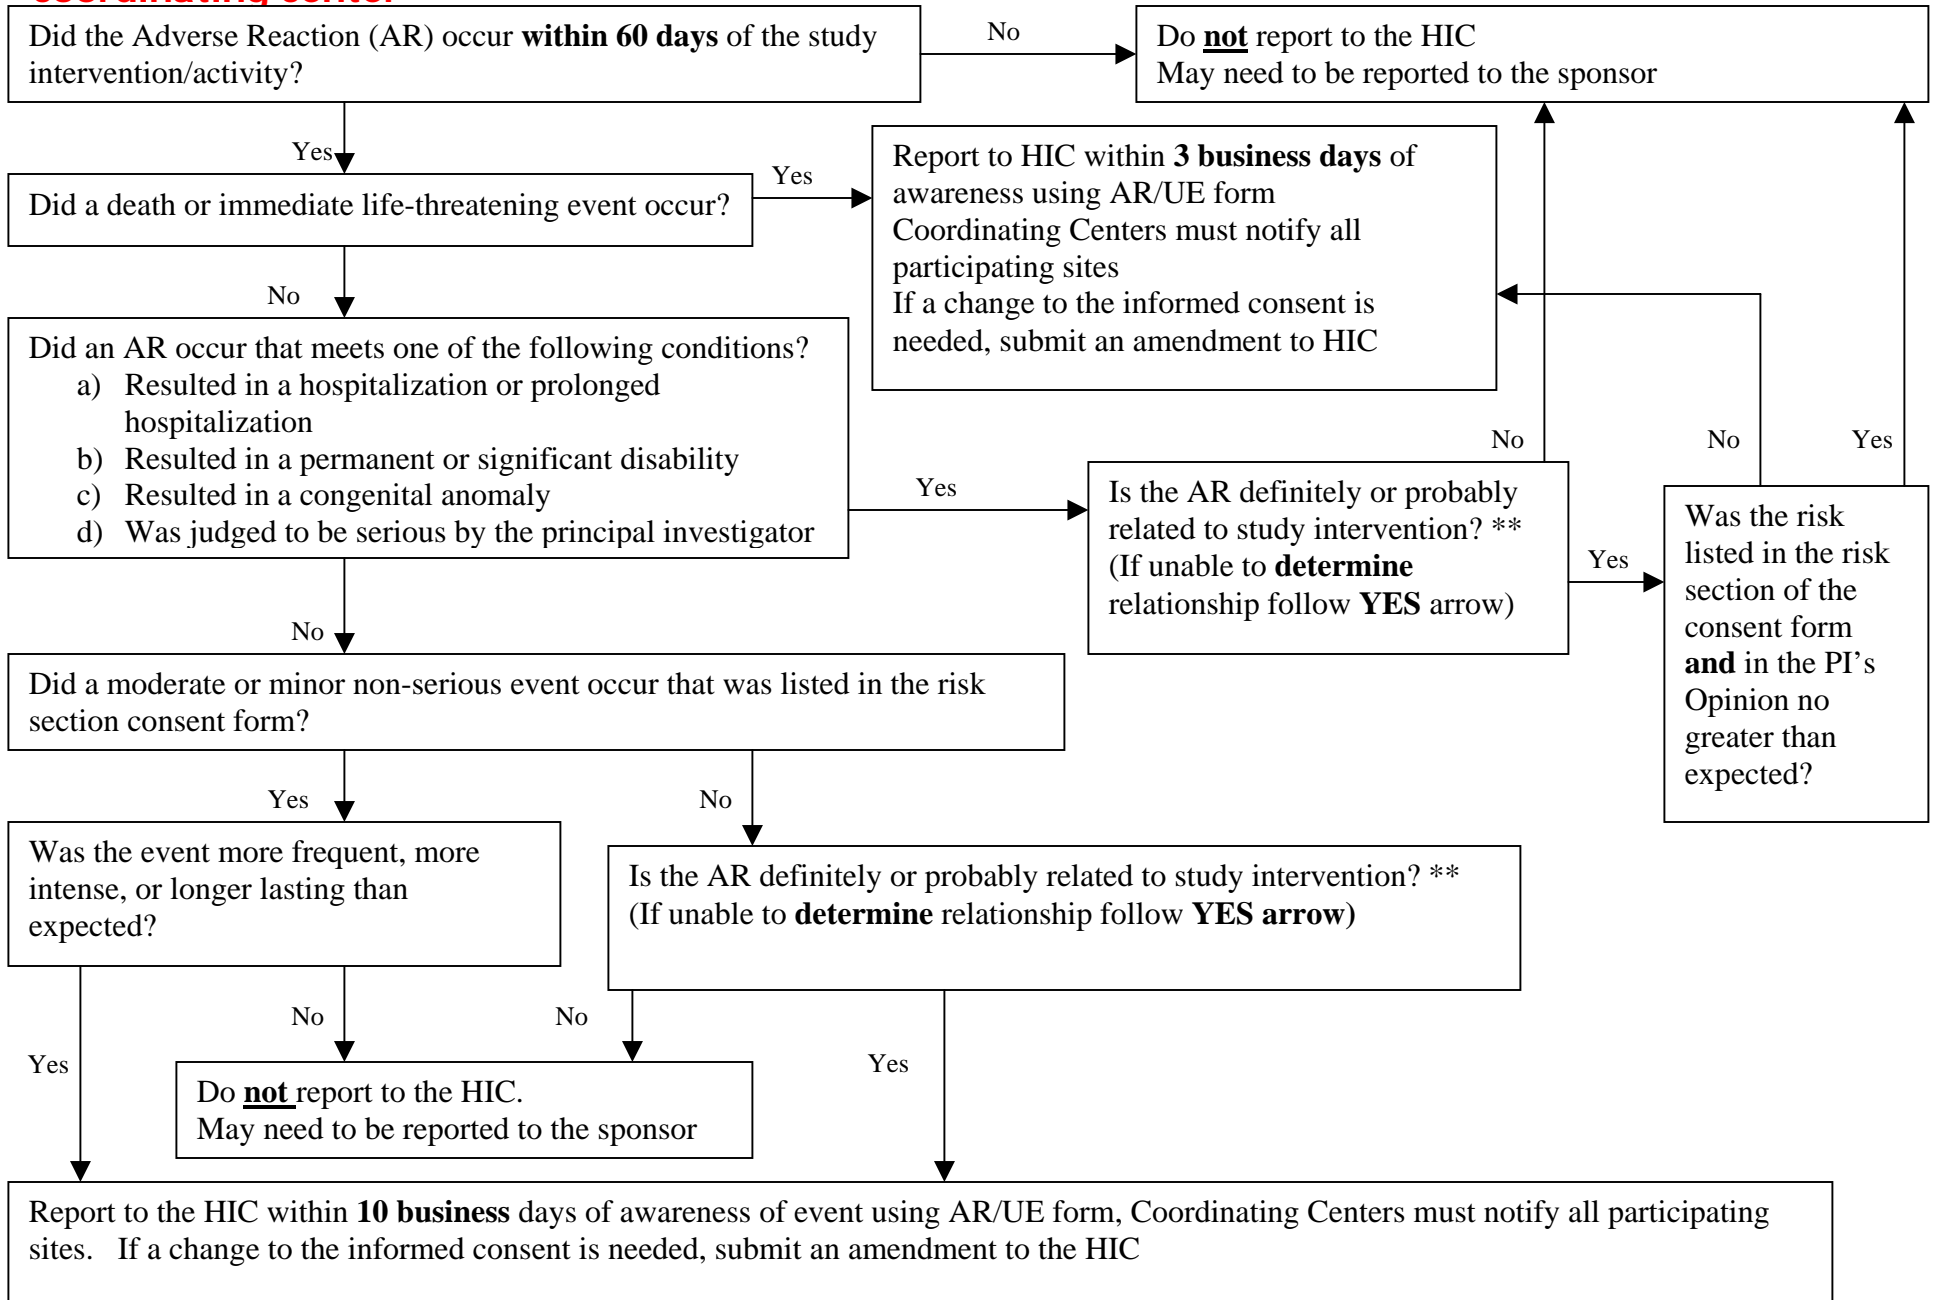 coordinating center
Did the Adverse Reaction (AR) occur within 60 days of the study
intervention/activity?
No
Do not report to the HIC
May need to be reported to the sponsor
Yes
Did a death or immediate life-threatening event occur?
Yes
Report to HIC within 3 business days of
awareness using AR/UE form
Coordinating Centers must notify all
participating sites
If a change to the informed consent is
needed, submit an amendment to HIC
No
Did an AR occur that meets one of the following conditions?
a) Resulted in a hospitalization or prolonged
hospitalization
b) Resulted in a permanent or significant disability
c) Resulted in a congenital anomaly
d) Was judged to be serious by the principal investigator
Yes
No
Is the AR definitely or probably
related to study intervention? **
(If unable to determine
relationship follow YES arrow)
Yes
No
Yes
Was the risk
listed in the risk
section of the
consent form
and in the PI’s
Opinion no
greater than
expected?
No
Did a moderate or minor non-serious event occur that was listed in the risk
section consent form?
Yes
No
Was the event more frequent, more
intense, or longer lasting than
expected?
Is the AR definitely or probably related to study intervention? **
(If unable to determine relationship follow YES arrow)
No
No
Yes
Yes
Do not report to the HIC.
May need to be reported to the sponsor
Report to the HIC within 10 business days of awareness of event using AR/UE form, Coordinating Centers must notify all participating
sites. If a change to the informed consent is needed, submit an amendment to the HIC